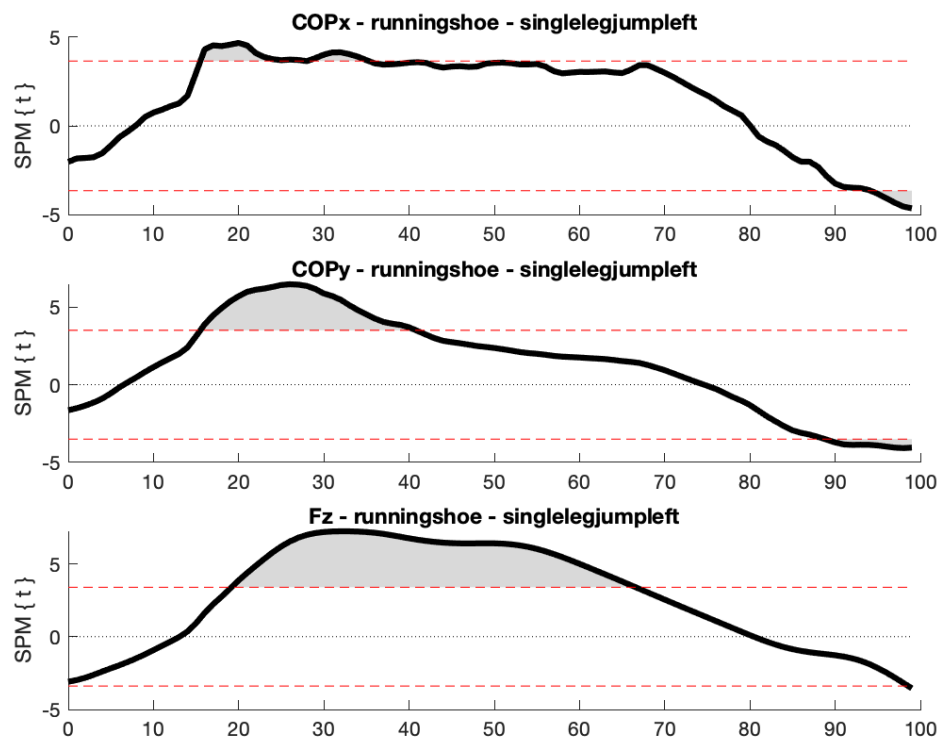 COPx - runningshoe - singlelegjumpleft
SPM { t }
5
0
-5
0 10 20 30 40 50 60 70 80 90 100
COPy - runningshoe - singlelegjumpleft
SPM { t }
5
0
-5
0 10 20 30 40 50 60 70 80 90 100
Fz - runningshoe - singlelegjumpleft
SPM { t }
5
0
-5
0 10 20 30 40 50 60 70 80 90 100